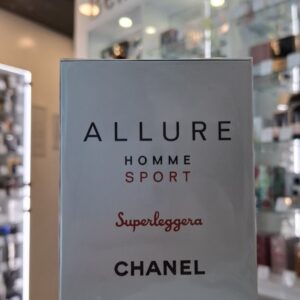 ALLURE
HOMME
SPORT
Superleggera
CHANEL